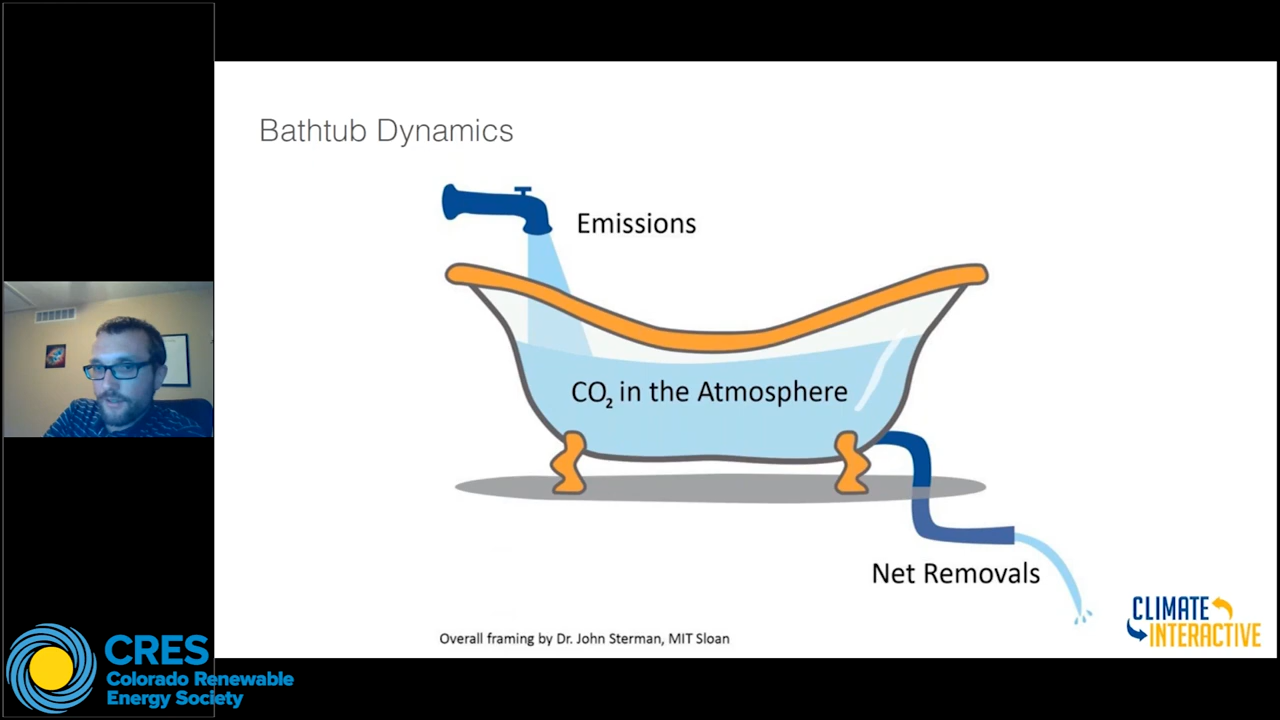 Bathtub Dynamics
Emissions
CO₂ in the Atmosphere
Net Removals
Overall framing by Dr. John Sterman, MIT Sloan
CLIMATE
INTERACTIVE
CRES
Colorado Renewable
Energy Society